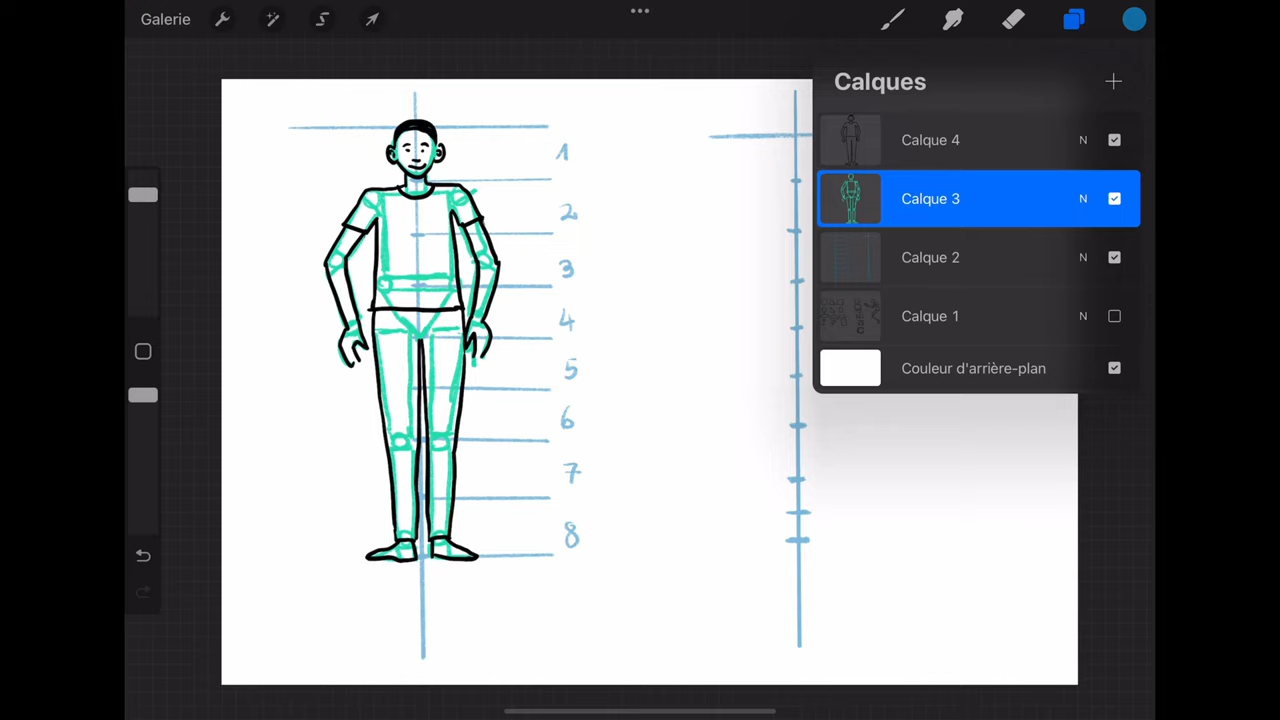 Galerie
Calques
Calque 4 N
Calque 3 N
Calque 2 N
Calque 1 N
Couleur d'arrière-plan
1
2
3
4
5
6
7
8